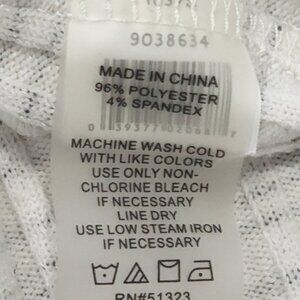 9038634
MADE IN CHINA
96% POLYESTER
4% SPANDEX
MACHINE WASH COLD
WITH LIKE COLORS
USE ONLY NON-
CHLORINE BLEACH
IF NECESSARY
LINE DRY
USE LOW STEAM IRON
IF NECESSARY
RN#51323